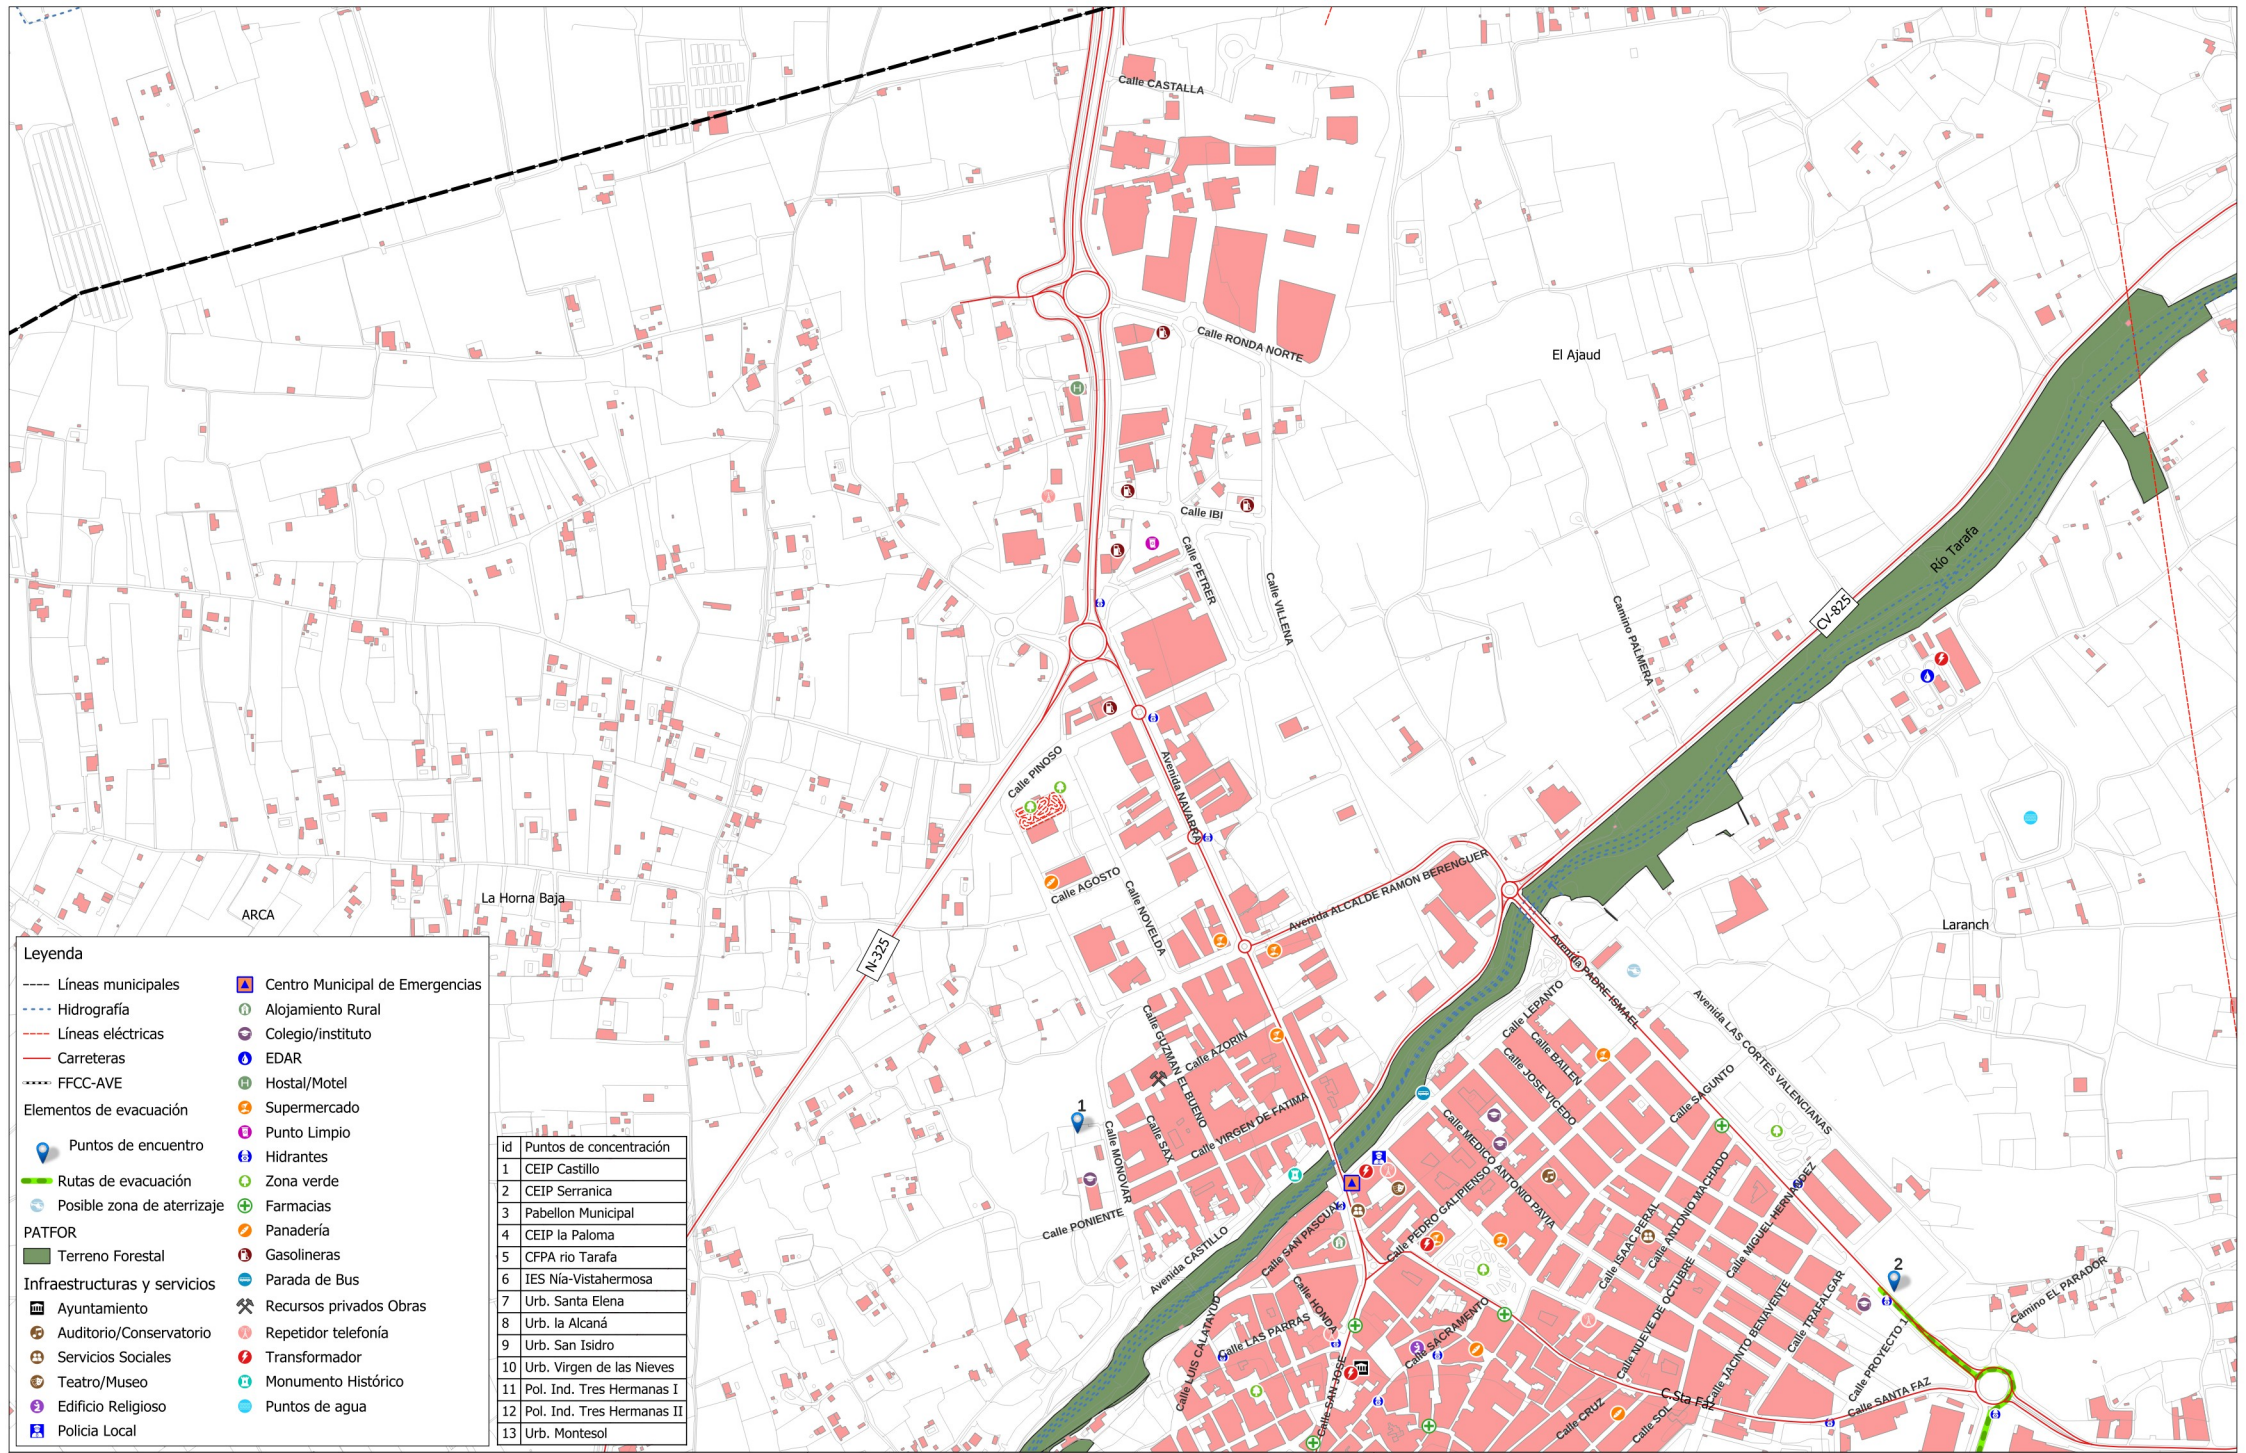 Calle CASTALLA
Calle RONDA NORTE
El Ajaud
H
Calle IBI
Calle PETRER
Calle VILLENA
Río Tarafa
Camino PALMERA
CV-825
Calle PINOSO
Avenida NAVARRA
Avenida ALCALDE RAMON BERENGUER
Calle AGOSTO
Calle NOVELDA
La Horna Baja
ARCA
Laranch
N-325
Avenida PADRE ISMAEL
Calle LEPANTO
Avenida LAS CORTES VALENCIANAS
Calle GUZMAN EL BUENO
Calle AZORIN
Calle BAILEN
Calle JOSE VICEDO
Calle SAGUNTO
1
Calle MONOVAR
Calle SAX
Calle VIRGEN DE FATIMA
Calle MEDICO ANTONIO PAVIA
Calle PEDRO GALIPIENSO
Calle ANTONIO MACHADO
Calle MIGUEL HERNANDEZ
Calle ISAAC PERAL
Calle PONIENTE
Avenida CASTILLO
Calle SAN PASCUAL
Calle HONDA
Calle NUEVE DE OCTUBRE
Calle JACINTO BENAVENTE
Calle TRAFALGAR
2
Camino EL PARADOR
Calle PROYECTO 1
Calle LUIS CALATAYUD
Calle LAS PARRAS
Calle SACRAMENTO
Calle SAN JOSE
C.Sta Faz
Calle SANTA FAZ
Calle CRUZ
Calle SOL
Leyenda
Líneas municipales
Hidrografía
Líneas eléctricas
Carreteras
FFCC-AVE
Elementos de evacuación
Puntos de encuentro
Rutas de evacuación
Posible zona de aterrizaje
PATFOR
Terreno Forestal
Infraestructuras y servicios
Ayuntamiento
Auditorio/Conservatorio
Servicios Sociales
Teatro/Museo
Edificio Religioso
Policia Local
Centro Municipal de Emergencias
Alojamiento Rural
Colegio/instituto
EDAR
H Hostal/Motel
Supermercado
Punto Limpio
Hidrantes
Zona verde
Farmacias
Panadería
Gasolineras
Parada de Bus
Recursos privados Obras
Repetidor telefonía
Transformador
Monumento Histórico
Puntos de agua
id Puntos de concentración
1 CEIP Castillo
2 CEIP Serranica
3 Pabellon Municipal
4 CEIP la Paloma
5 CFPA rio Tarafa
6 IES Nía-Vistahermosa
7 Urb. Santa Elena
8 Urb. la Alcaná
9 Urb. San Isidro
10 Urb. Virgen de las Nieves
11 Pol. Ind. Tres Hermanas I
12 Pol. Ind. Tres Hermanas II
13 Urb. Montesol